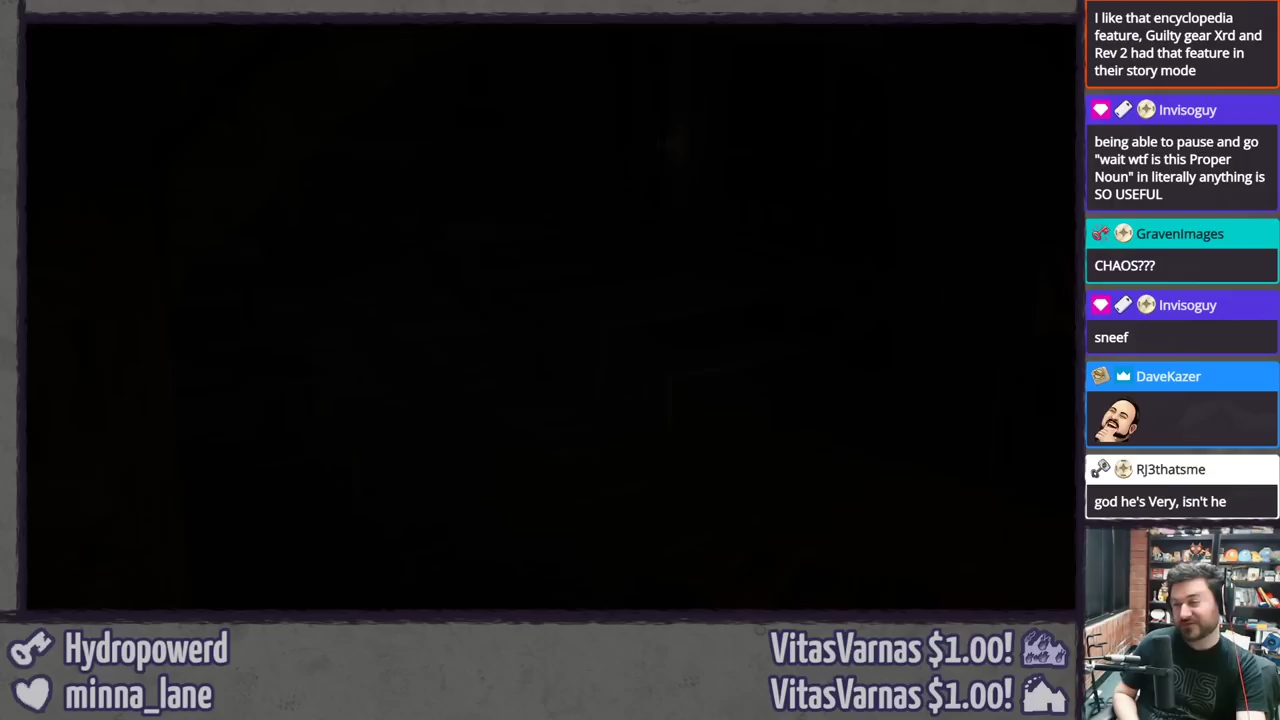 I like that encyclopedia
feature, Guilty gear Xrd and
Rev 2 had that feature in
their story mode
Invisoguy
being able to pause and go
"wait wtf is this Proper
Noun" in literally anything is
SO USEFUL
GravenImages
CHAOS???
Invisoguy
sneef
DaveKazer
RJ3thatsme
god he's Very, isn't he
Hydropowerd
minna_lane
VitasVarnas $1.00!
VitasVarnas $1.00!